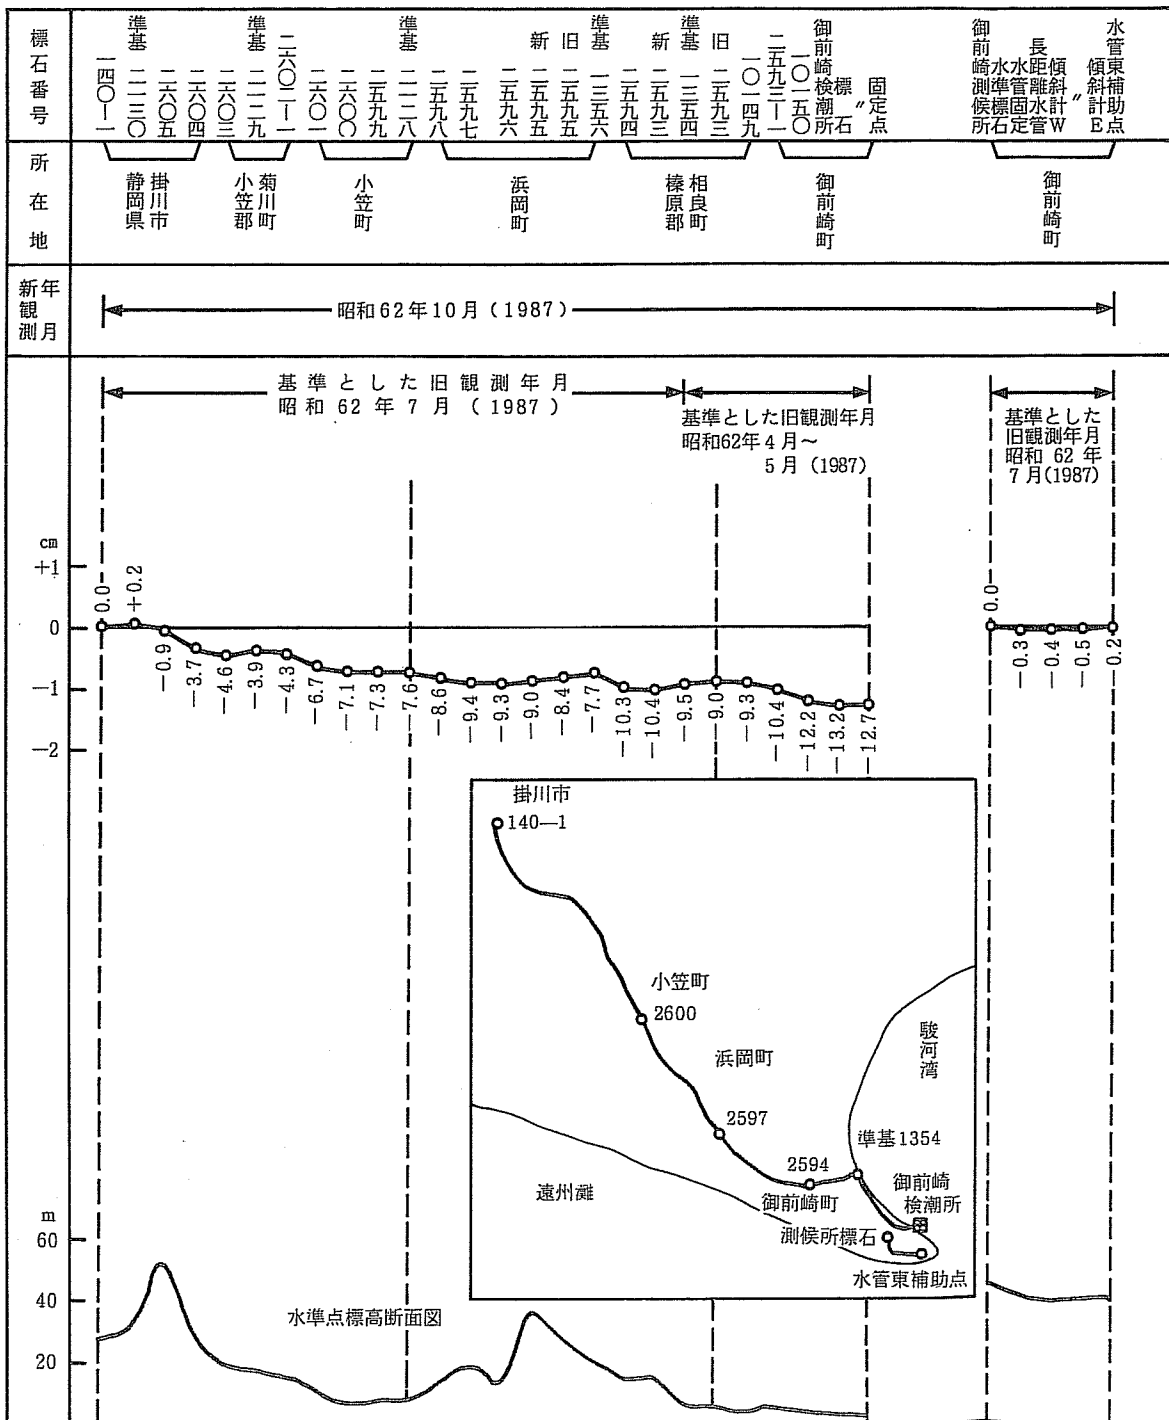 標石番号
一四〇―一
準基 二一三〇
二六〇五
二六〇四
二六〇三
準基 二一二九
二六〇二―一
二六〇一
二六〇〇
二五九九
準基 二一二八
二五九八
二五九七
二五九六
新 二五九五
旧 二五九五
準基 一三五六
二五九四
新 二五九三
準基 一三五四
旧 二五九三
一〇一四九
二五九三―一
一〇一五〇
御前崎検潮所
標石
〃 固定点
御前崎測候所
水準標石
水管固定
長距離水管
傾斜計W
〃
傾斜計E
水管東補助点
所在地
静岡県
掛川市
小笠郡
菊川町
小笠町
浜岡町
榛原郡
相良町
御前崎町
御前崎町
新観測
年月
昭和62年10月(1987)
基準とした旧観測年月
昭和62年7月(1987)
基準とした旧観測年月
昭和62年4月～
5月(1987)
基準とした
旧観測年月
昭和 62 年
7月(1987)
cm
+1
0
−1
−2
0.0
+0.2
−0.9
−3.7
−4.6
−3.9
−4.3
−6.7
−7.1
−7.3
−7.6
−8.6
−9.4
−9.3
−9.0
−8.4
−7.7
−10.3
−10.4
−9.5
−9.0
−9.3
−10.4
−12.2
−13.2
−12.7
0.0
−0.3
−0.4
−0.5
−0.2
掛川市
140―1
小笠町
2600
浜岡町
2597
駿河湾
準基1354
2594
御前崎
検潮所
遠州灘
御前崎町
測候所標石
水管東補助点
m
60
40
20
水準点標高断面図